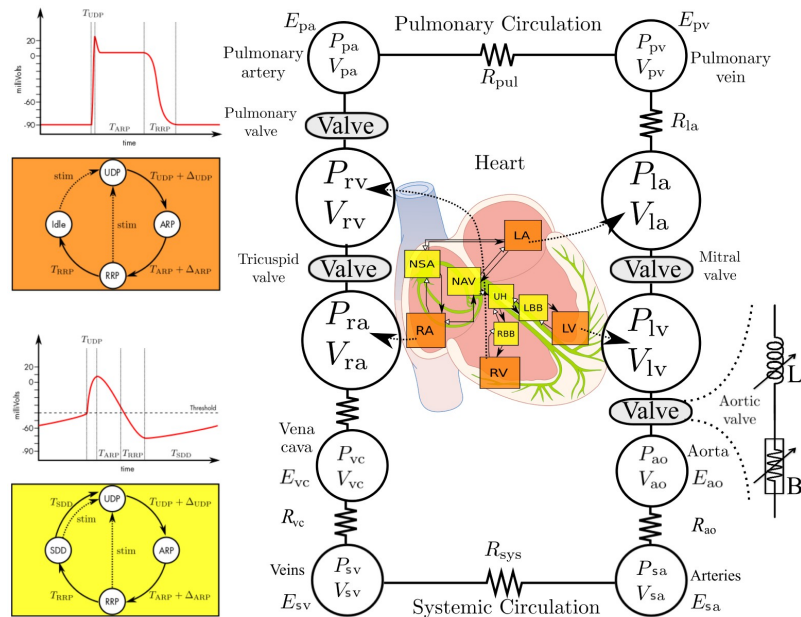 T_UDP
milliVolts
20
0
-20
-40
-60
-90
T_ARP
T_RRP
time
UDP
Idle
ARP
RRP
stim
stim
T_UDP + Δ_UDP
T_ARP + Δ_ARP
T_RRP
T_UDP
milliVolts
20
0
-60
-90
Threshold
T_ARP
T_RRP
T_SDD
time
T_SDD
UDP
SDD
ARP
RRP
stim
stim
T_UDP + Δ_UDP
T_ARP + Δ_ARP
T_RRP
E_pa
Pulmonary Circulation
E_pv
Pulmonary
artery
P_pa
V_pa
R_pul
P_pv
V_pv
Pulmonary
vein
Pulmonary
valve
Valve
R_la
Heart
P_rv
V_rv
P_la
V_la
Tricuspid
valve
Valve
Valve
Mitral
valve
LA
NSA
NAV
UH
LBB
RA
RBB
LV
RV
P_ra
V_ra
P_lv
V_lv
Valve
Aortic
valve
L
B
Vena
cava
E_vc
P_vc
V_vc
P_ao
V_ao
Aorta
E_ao
R_vc
R_ao
R_sys
Veins
E_sv
P_sv
V_sv
Systemic Circulation
P_sa
V_sa
Arteries
E_sa